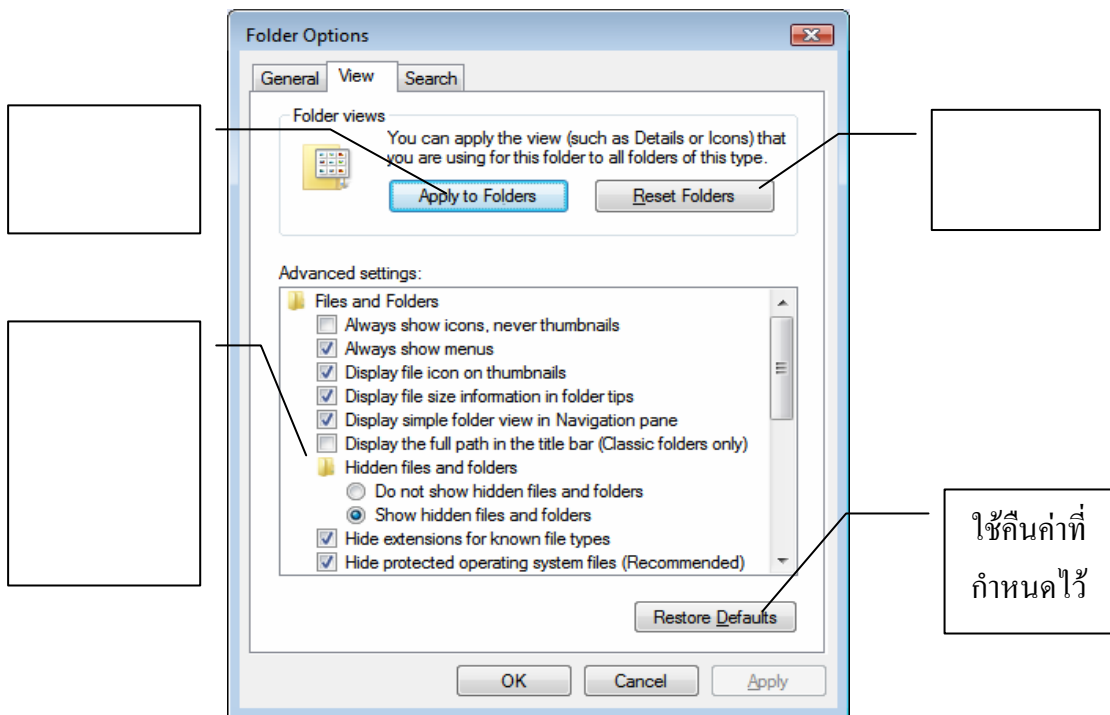 Folder Options
General View Search
Folder views
You can apply the view (such as Details or Icons) that
you are using for this folder to all folders of this type.
Apply to Folders Reset Folders
Advanced settings:
Files and Folders
Always show icons, never thumbnails
Always show menus
Display file icon on thumbnails
Display file size information in folder tips
Display simple folder view in Navigation pane
Display the full path in the title bar (Classic folders only)
Hidden files and folders
Do not show hidden files and folders
Show hidden files and folders
Hide extensions for known file types
Hide protected operating system files (Recommended)
Restore Defaults
OK Cancel Apply
ใช้คืนค่าที่
กำหนดไว้